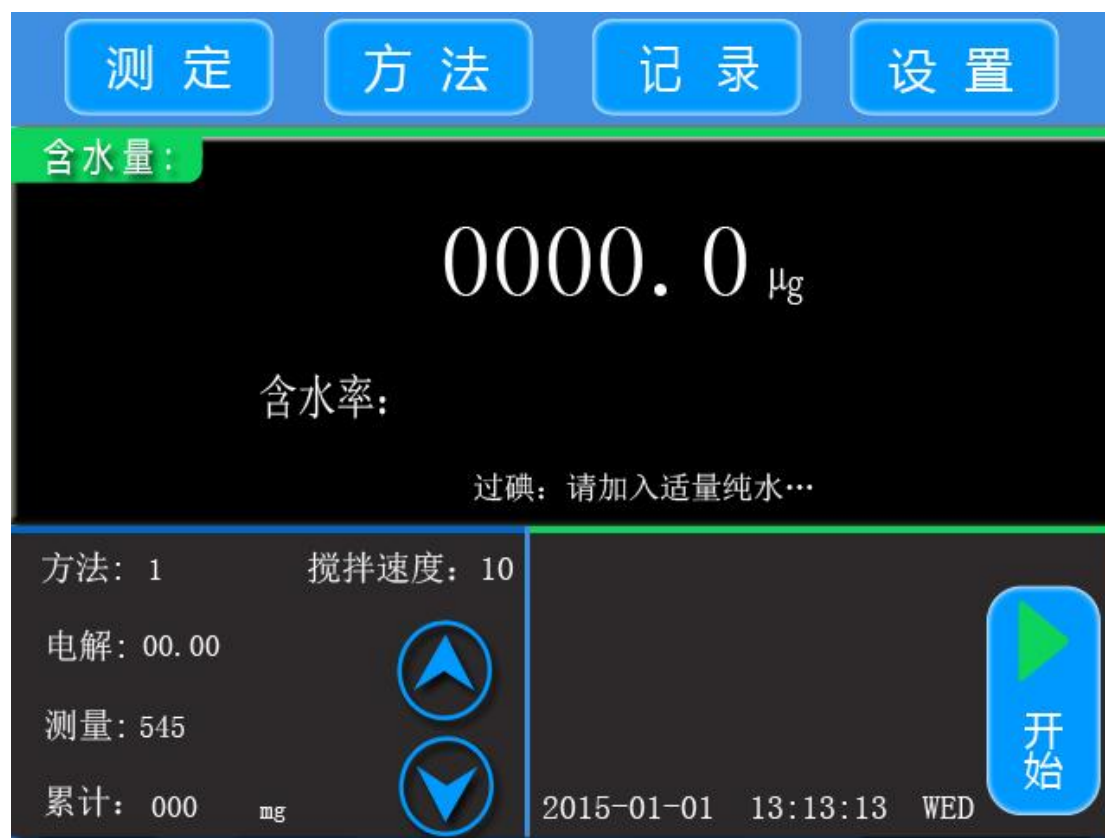 测定 方法 记录 设置
含水量:
0000.0 μg
含水率:
过碘: 请加入适量纯水…
方法: 1 搅拌速度: 10
电解: 00.00
测量: 545
开始
累计: 000 mg
2015-01-01 13:13:13 WED